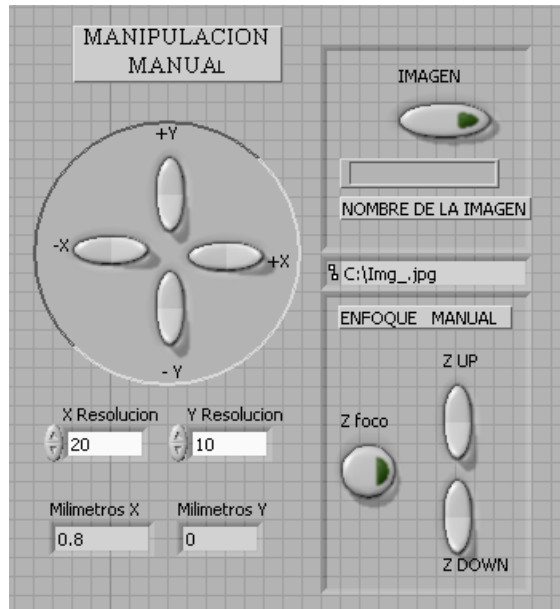 MANIPULACION
MANUAL
+Y
-X
+X
- Y
X Resolucion
Y Resolucion
20
10
Milimetros X
Milimetros Y
0.8
0
IMAGEN
NOMBRE DE LA IMAGEN
C:\Img_.jpg
ENFOQUE MANUAL
Z UP
Z foco
Z DOWN